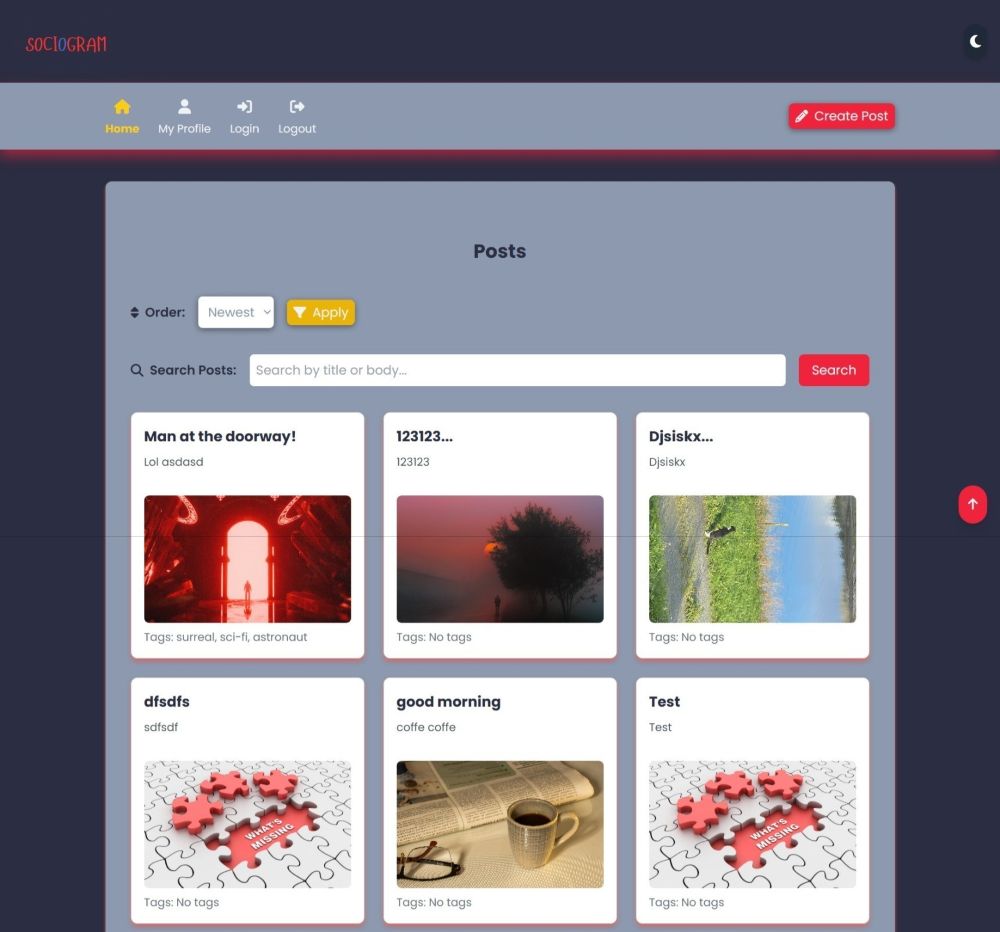 SOCIOGRAM
Home My Profile Login Logout
Create Post
Posts
Order: Newest Apply
Search Posts: Search by title or body... Search
Man at the doorway! 123123... Djsiskx...
Lol asdasd 123123 Djsiskx
Tags: surreal, sci-fi, astronaut Tags: No tags Tags: No tags
dfsdfs good morning Test
sdfsdf coffe coffe Test
WHAT'S WHAT'S
MISSING MISSING
Tags: No tags Tags: No tags Tags: No tags